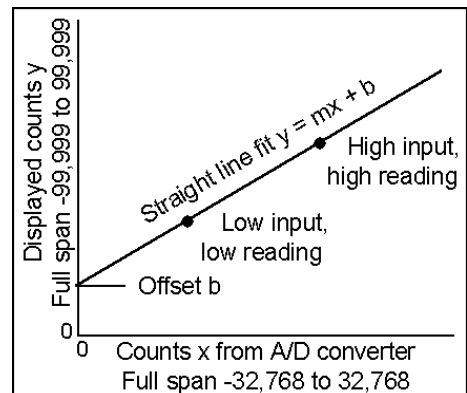 Displayed counts y
Full span -99,999 to 99,999
Straight line fit y = mx + b
High input,
high reading
Low input,
low reading
Offset b
0
0
Counts x from A/D converter
Full span -32,768 to 32,768